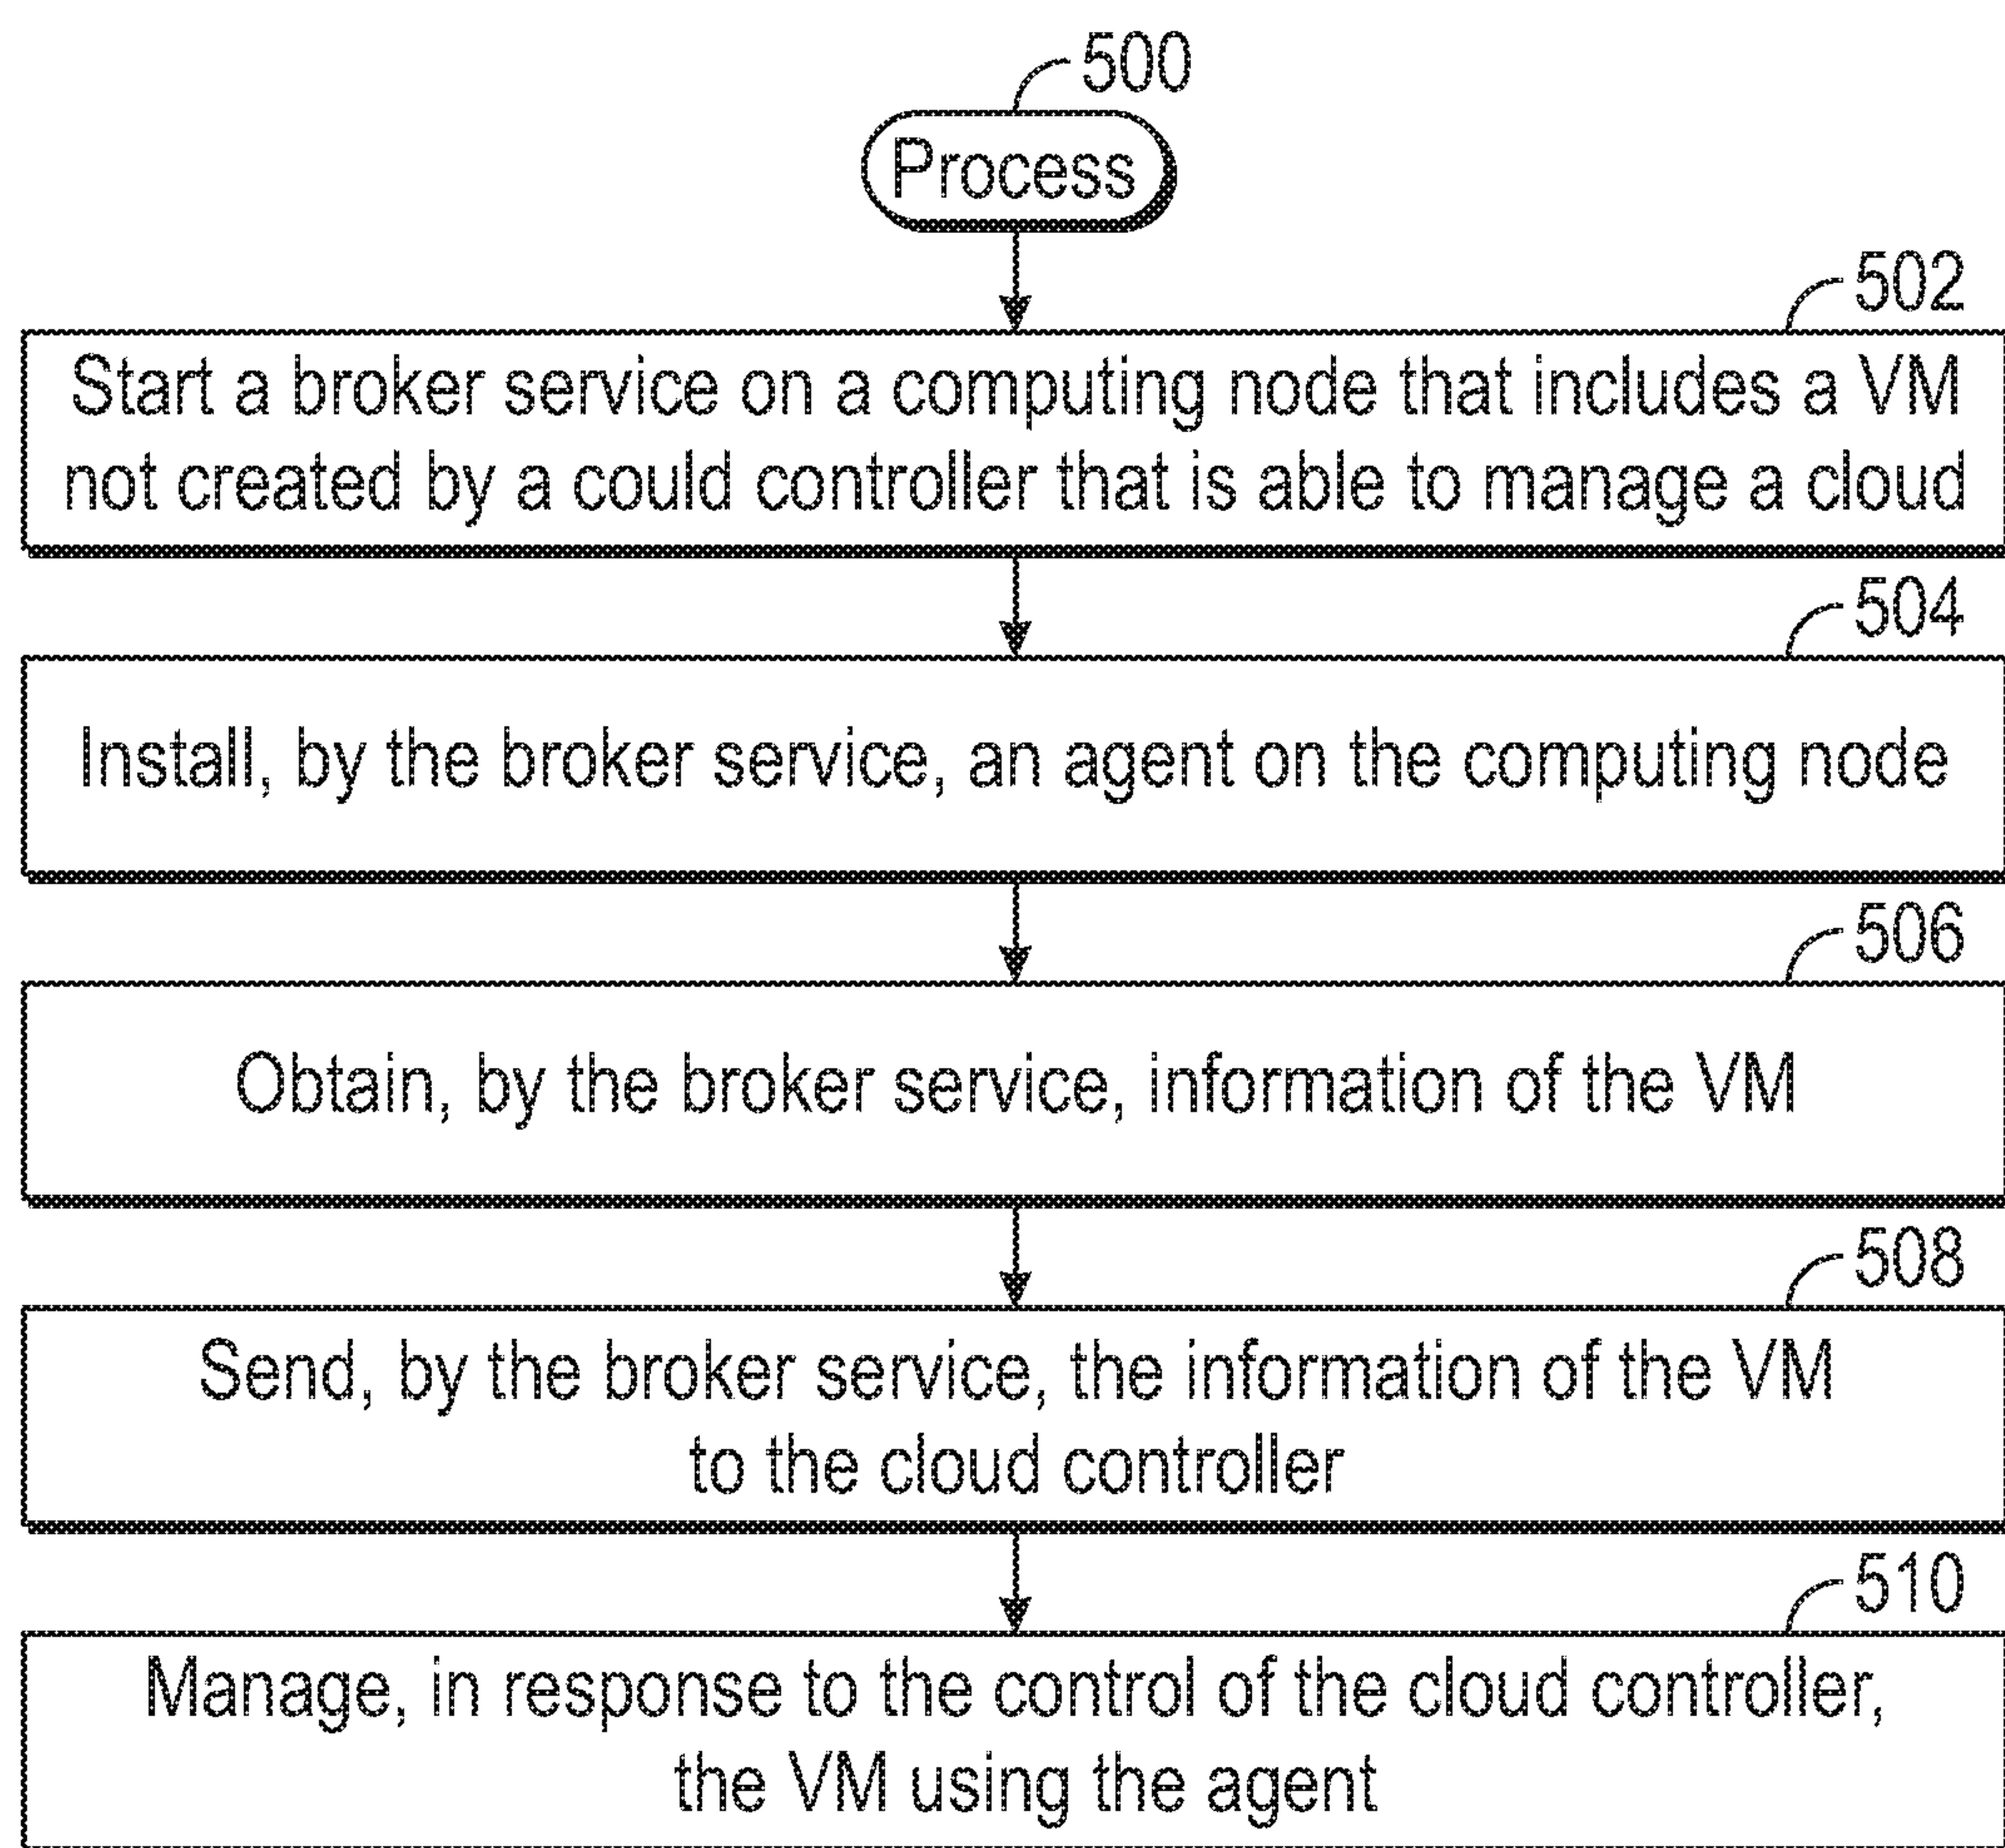 500
Process
502
Start a broker service on a computing node that includes a VM
not created by a could controller that is able to manage a cloud
504
Install, by the broker service, an agent on the computing node
506
Obtain, by the broker service, information of the VM
508
Send, by the broker service, the information of the VM
to the cloud controller
510
Manage, in response to the control of the cloud controller,
the VM using the agent